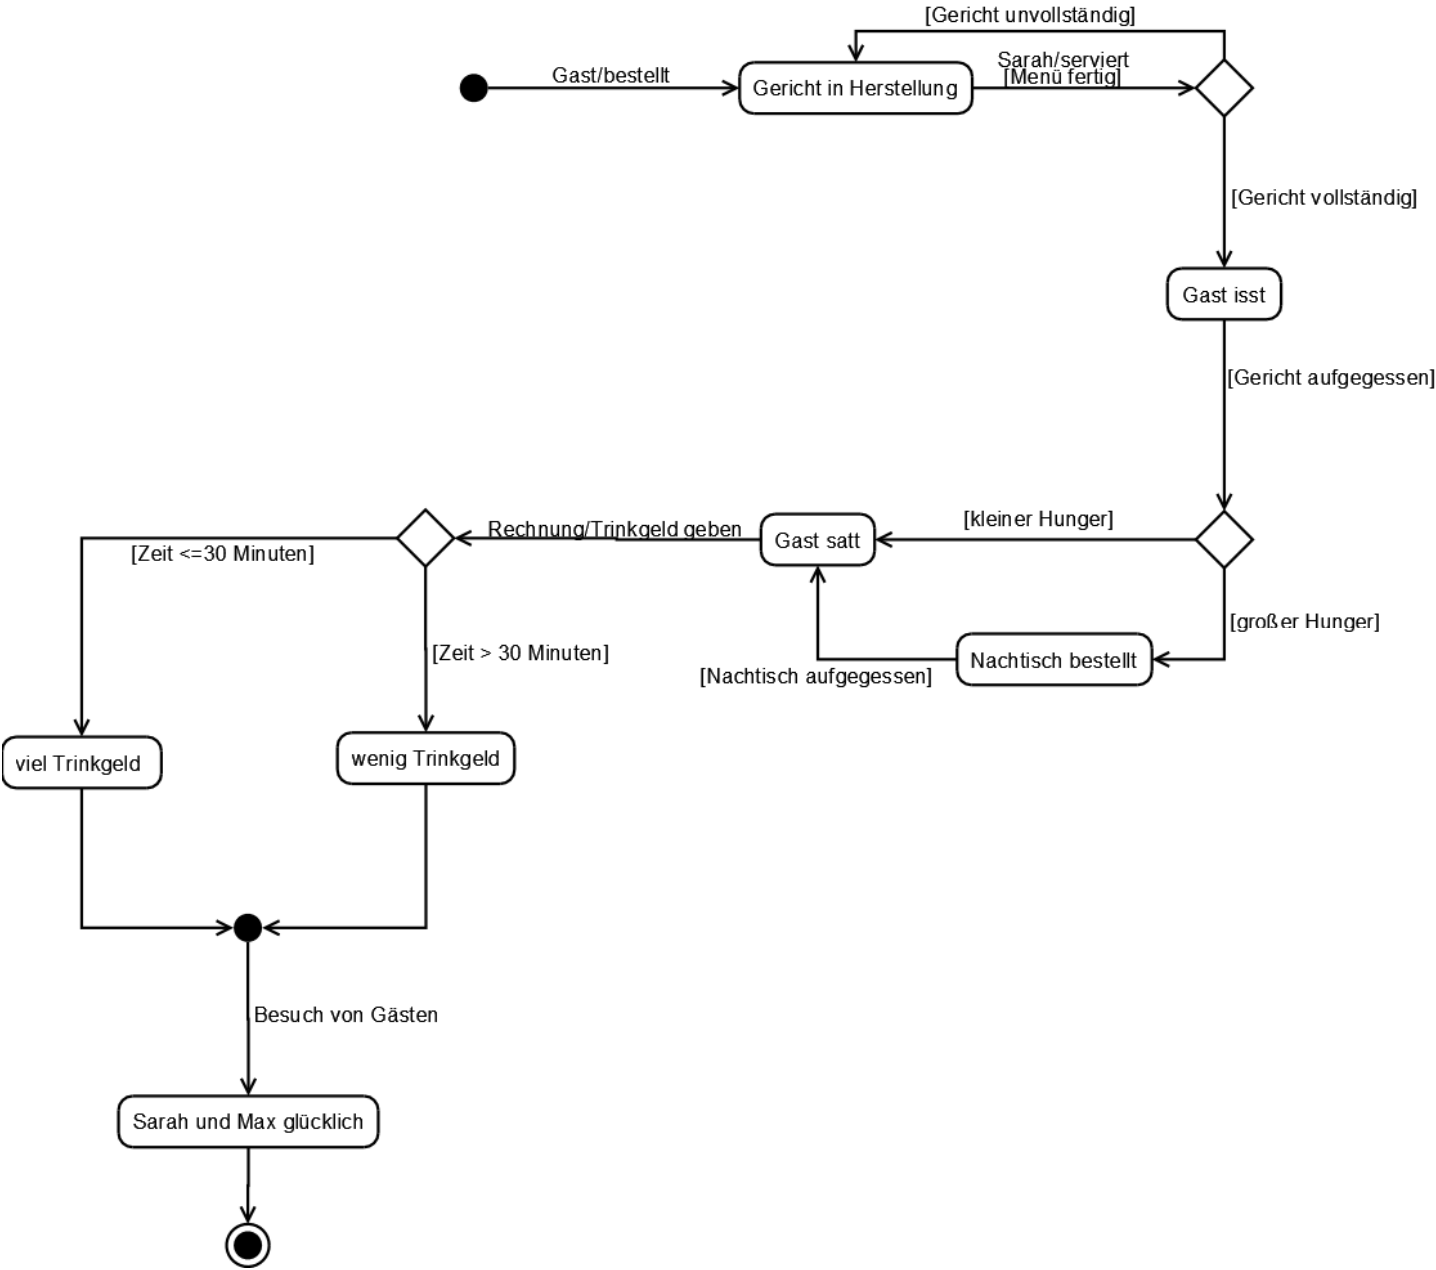 [Gericht unvollständig]
Gast/bestellt
Gericht in Herstellung
Sarah/serviert
[Menü fertig]
[Gericht vollständig]
Gast isst
[Gericht aufgegessen]
[kleiner Hunger]
Gast satt
Rechnung/Trinkgeld geben
[Zeit <=30 Minuten]
[großer Hunger]
[Zeit > 30 Minuten]
Nachtisch bestellt
[Nachtisch aufgegessen]
viel Trinkgeld
wenig Trinkgeld
Besuch von Gästen
Sarah und Max glücklich